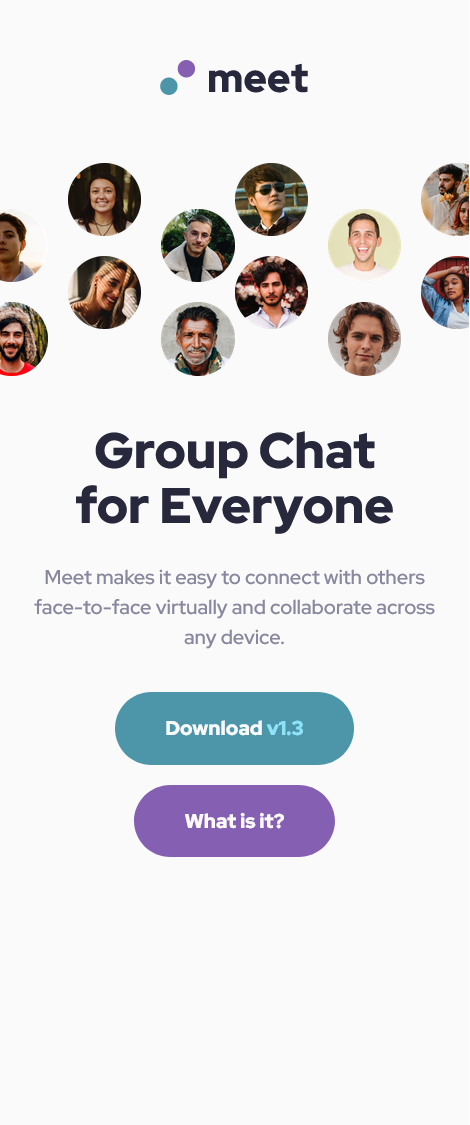 meet
Group Chat
for Everyone
Meet makes it easy to connect with others
face-to-face virtually and collaborate across
any device.
Download v1.3
What is it?